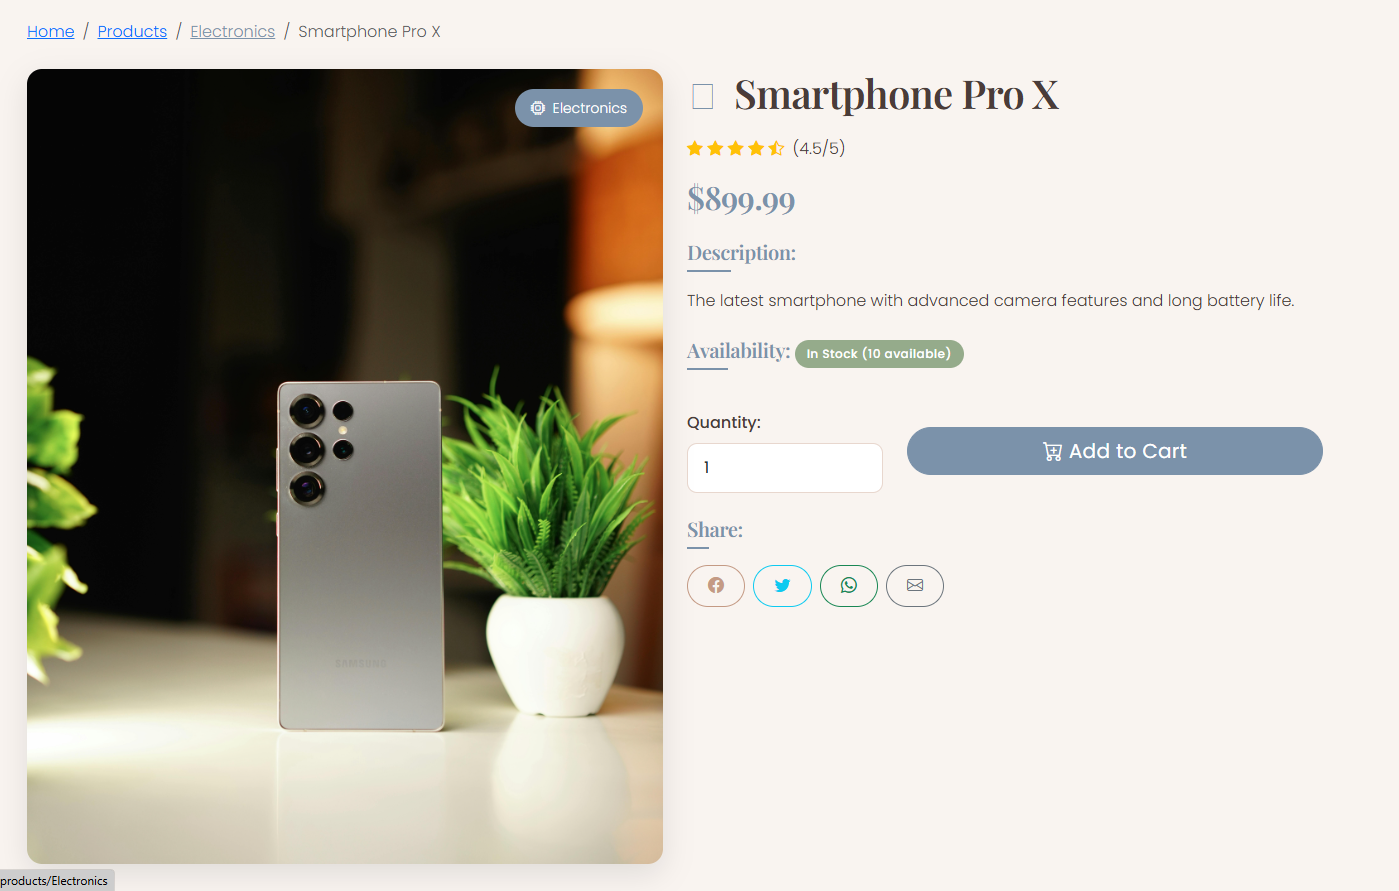 Home / Products / Electronics / Smartphone Pro X
Electronics
Smartphone Pro X
(4.5/5)
$899.99
Description:
The latest smartphone with advanced camera features and long battery life.
Availability: In Stock (10 available)
Quantity:
1
Add to Cart
Share:
SAMSUNG
products/Electronics